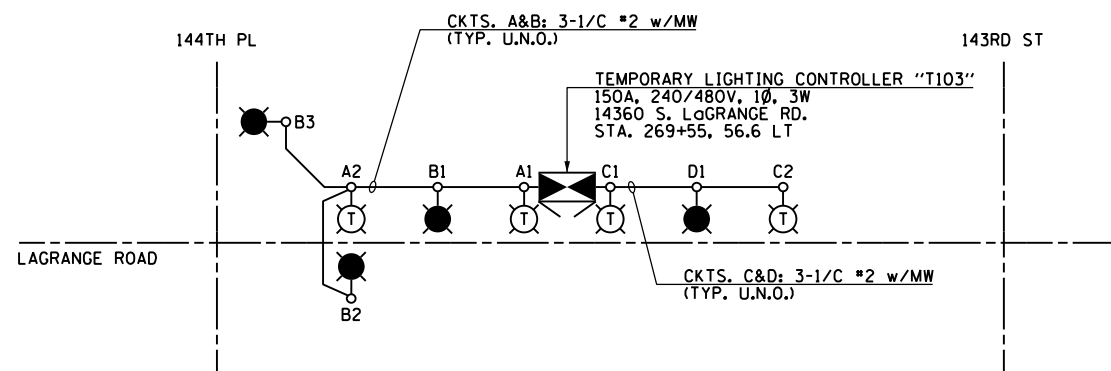 CKTS. A&B: 3-1/C #2 w/MW
(TYP. U.N.O.)
144TH PL
143RD ST
TEMPORARY LIGHTING CONTROLLER "T103"
150A, 240/480V, 1Ø, 3W
14360 S. LaGRANGE RD.
STA. 269+55, 56.6 LT
B3
A2
B1
A1
C1
D1
C2
T
T
T
T
LAGRANGE ROAD
CKTS. C&D: 3-1/C #2 w/MW
(TYP. U.N.O.)
B2